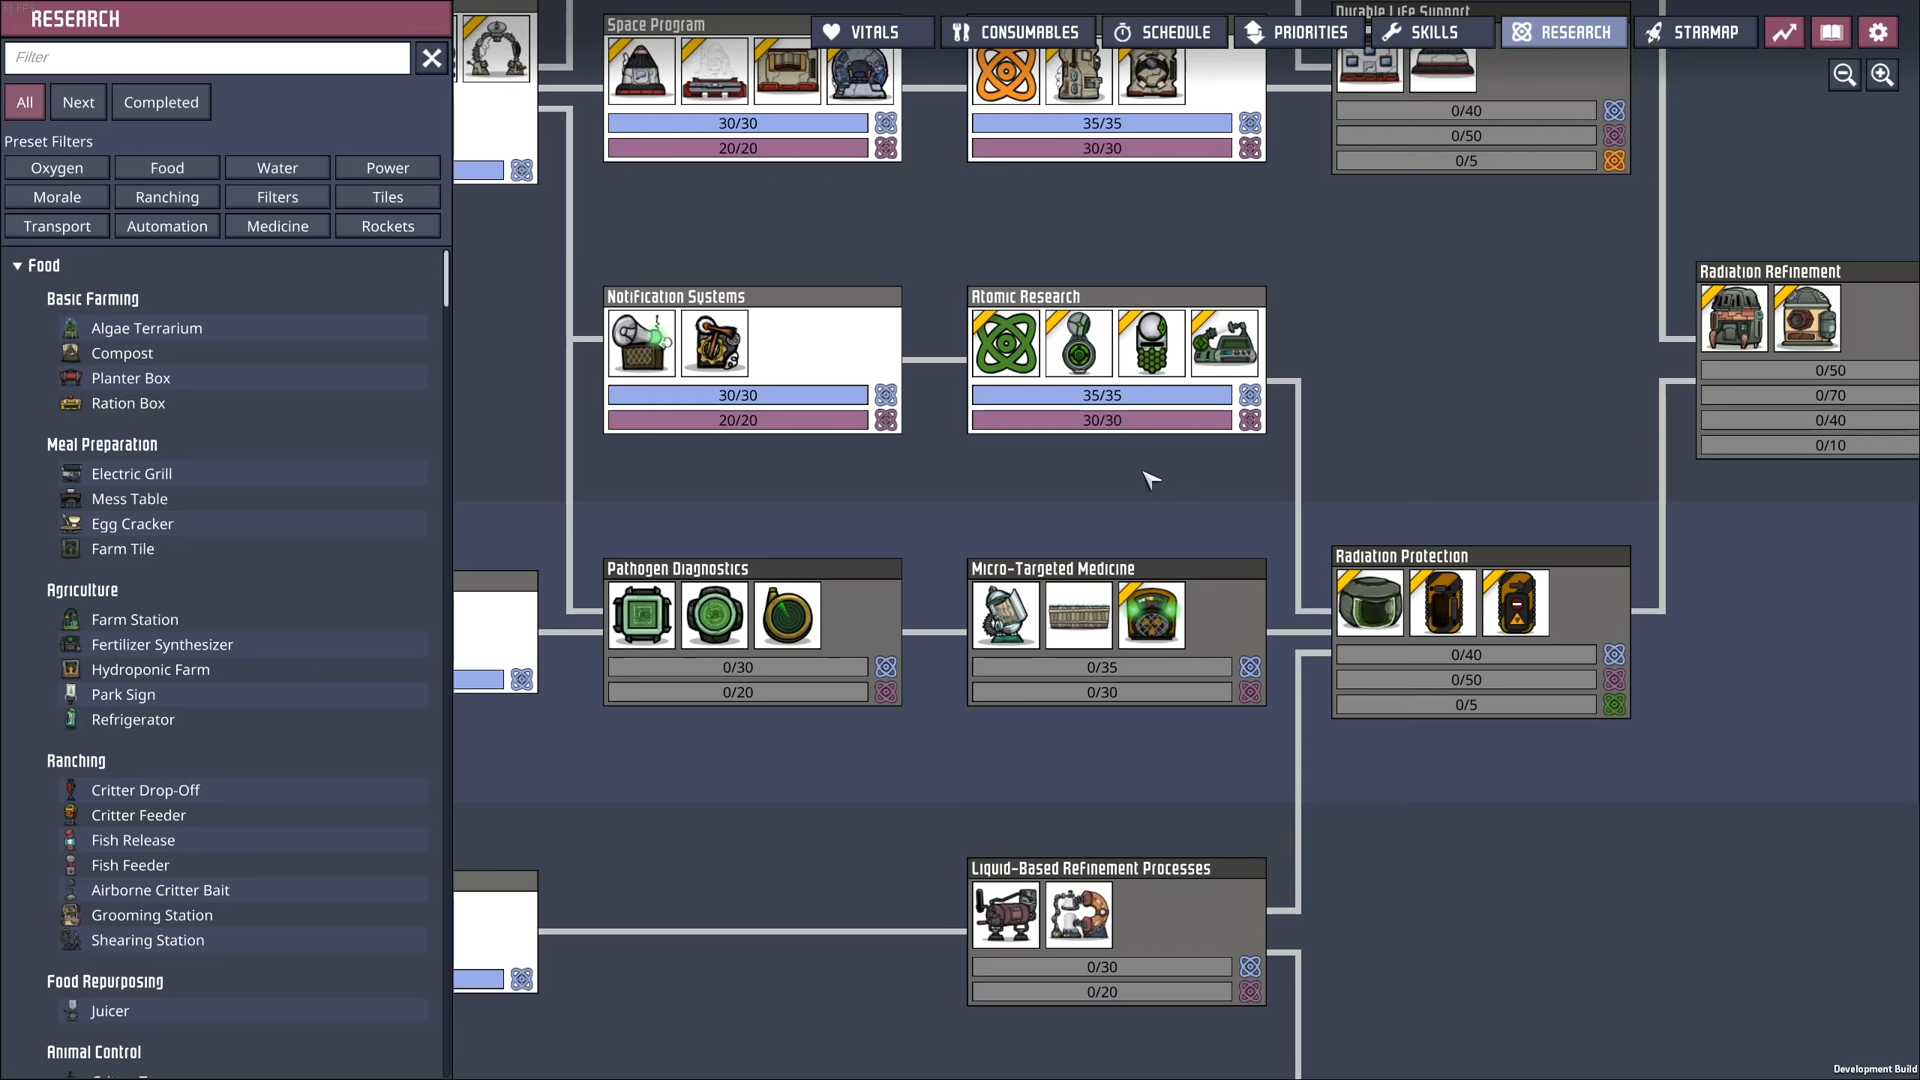 60 FPS
RESEARCH
Filter
All
Next
Completed
Preset Filters
Oxygen
Food
Water
Power
Morale
Ranching
Filters
Tiles
Transport
Automation
Medicine
Rockets
Food
Basic Farming
Algae Terrarium
Compost
Planter Box
Ration Box
Meal Preparation
Electric Grill
Mess Table
Egg Cracker
Farm Tile
Agriculture
Farm Station
Fertilizer Synthesizer
Hydroponic Farm
Park Sign
Refrigerator
Ranching
Critter Drop-Off
Critter Feeder
Fish Release
Fish Feeder
Airborne Critter Bait
Grooming Station
Shearing Station
Food Repurposing
Juicer
Animal Control
VITALS
CONSUMABLES
SCHEDULE
PRIORITIES
SKILLS
RESEARCH
STARMAP
Space Program
30/30
20/20
35/35
30/30
Durable Life Support
0/40
0/50
0/5
Notification Systems
30/30
20/20
Atomic Research
35/35
30/30
Radiation Refinement
0/50
0/70
0/40
0/10
Pathogen Diagnostics
0/30
0/20
Micro-Targeted Medicine
0/35
0/30
Radiation Protection
0/40
0/50
0/5
Liquid-Based Refinement Processes
0/30
0/20
Development Build